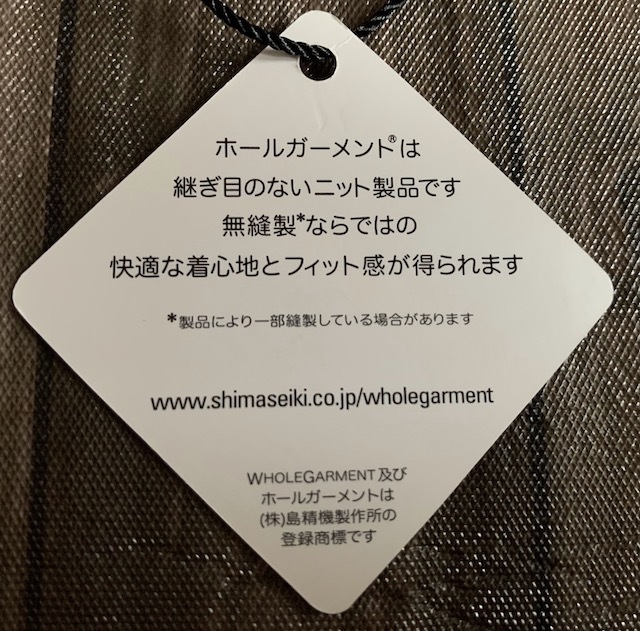 ホールガーメント®は
継ぎ目のないニット製品です
無縫製*ならではの
快適な着心地とフィット感が得られます
*製品により一部縫製している場合があります
www.shimaseiki.co.jp/wholegarment
WHOLEGARMENT及び
ホールガーメントは
(株)島精機製作所の
登録商標です